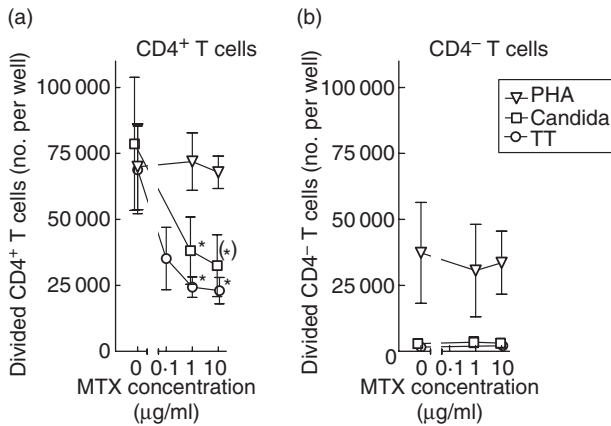 (a)
CD4⁺ T cells
Divided CD4⁺ T cells (no. per well)
100 000
75 000
50 000
25 000
0
*
(*)
*
*
0 0·1 1 10
MTX concentration
(µg/ml)
(b)
CD4⁻ T cells
Divided CD4⁻ T cells (no. per well)
100 000
75 000
50 000
25 000
0
PHA
Candida
TT
0 0·1 1 10
MTX concentration
(µg/ml)